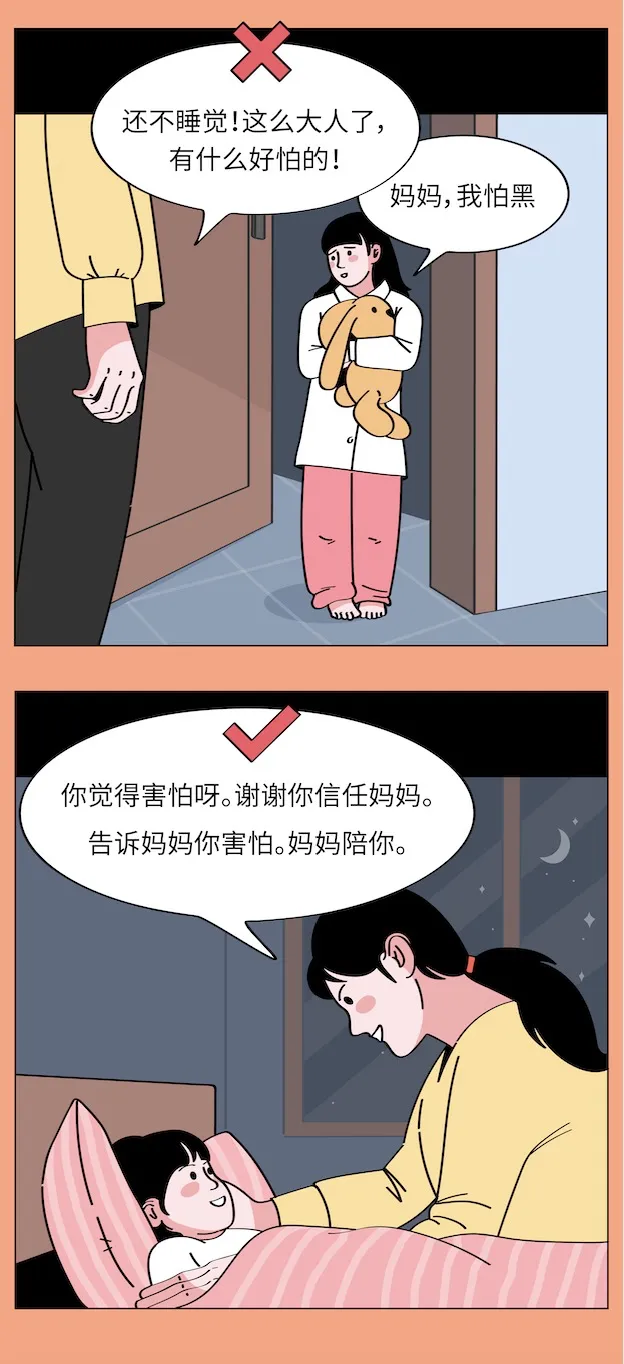 还不睡觉！这么大人了，
有什么好怕的！
妈妈，我怕黑
你觉得害怕呀。谢谢你信任妈妈。
告诉妈妈你害怕。妈妈陪你。